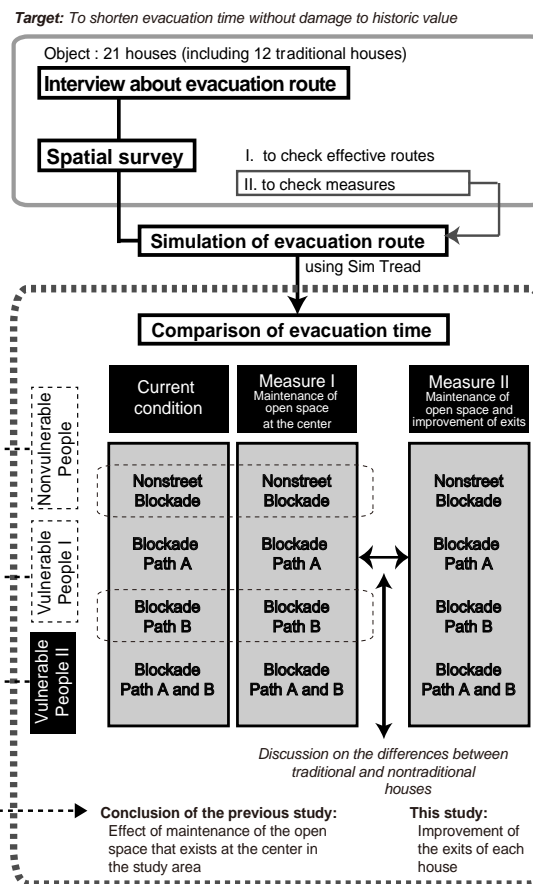 Target: To shorten evacuation time without damage to historic value
Object : 21 houses (including 12 traditional houses)
Interview about evacuation route
Spatial survey
I. to check effective routes
II. to check measures
Simulation of evacuation route
using Sim Tread
Comparison of evacuation time
Current
condition
Measure I
Maintenance of
open space
at the center
Measure II
Maintenance of
open space and
improvement of exits
Nonvulnerable
People
Vulnerable
People I
Vulnerable
People II
Nonstreet
Blockade
Blockade
Path A
Blockade
Path B
Blockade
Path A and B
Nonstreet
Blockade
Blockade
Path A
Blockade
Path B
Blockade
Path A and B
Nonstreet
Blockade
Blockade
Path A
Blockade
Path B
Blockade
Path A and B
Discussion on the differences between
traditional and nontraditional
houses
Conclusion of the previous study:
Effect of maintenance of the open
space that exists at the center in
the study area
This study:
Improvement of
the exits of each
house